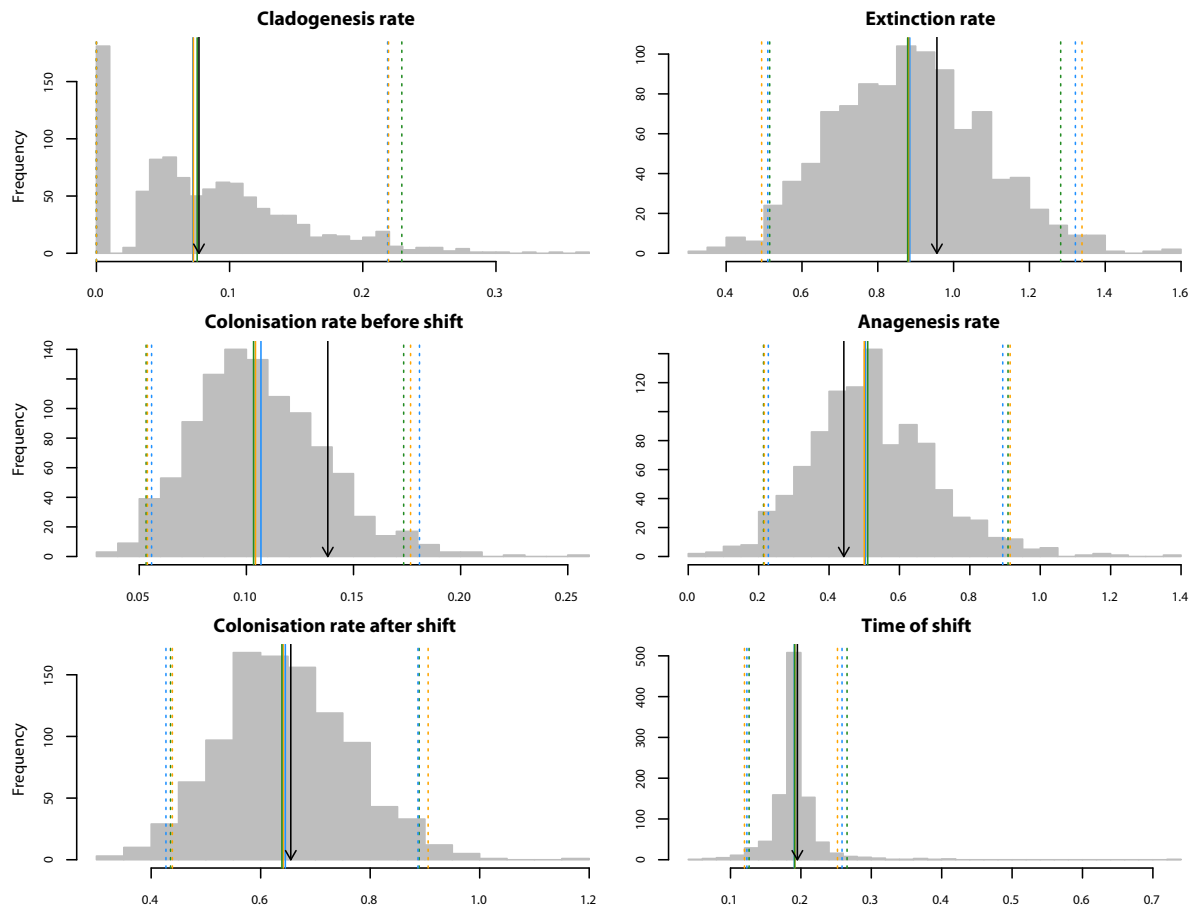 Cladogenesis rate
Frequency
0 50 100 150
0.0 0.1 0.2 0.3
Extinction rate
0 20 40 60 80 100
0.4 0.6 0.8 1.0 1.2 1.4 1.6
Colonisation rate before shift
Frequency
0 20 40 60 80 100 140
0.05 0.10 0.15 0.20 0.25
Anagenesis rate
0 20 40 60 80 120
0.0 0.2 0.4 0.6 0.8 1.0 1.2 1.4
Colonisation rate after shift
Frequency
0 50 100 150
0.4 0.6 0.8 1.0 1.2
Time of shift
0 100 200 300 400 500
0.1 0.2 0.3 0.4 0.5 0.6 0.7